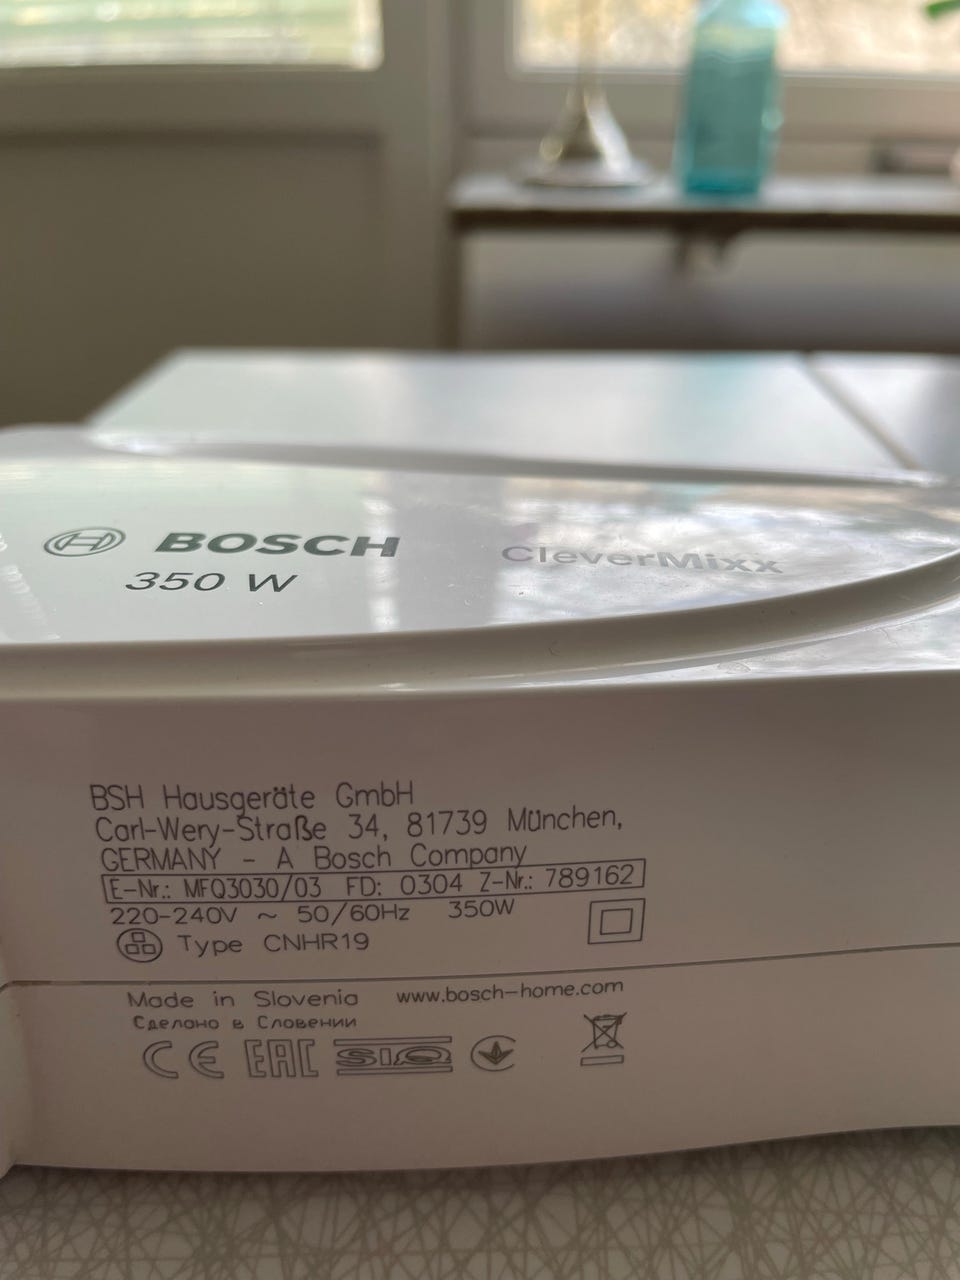 BOSCH
350 W
CleverMixx
BSH Hausgeräte GmbH
Carl-Wery-Straße 34, 81739 München,
GERMANY - A Bosch Company
E-Nr.: MFQ3030/03 FD: 0304 Z-Nr.: 789162
220-240V ~ 50/60Hz 350W
Type CNHR19
Made in Slovenia www.bosch-home.com
Сделано в Словении
CE EAC SIQ